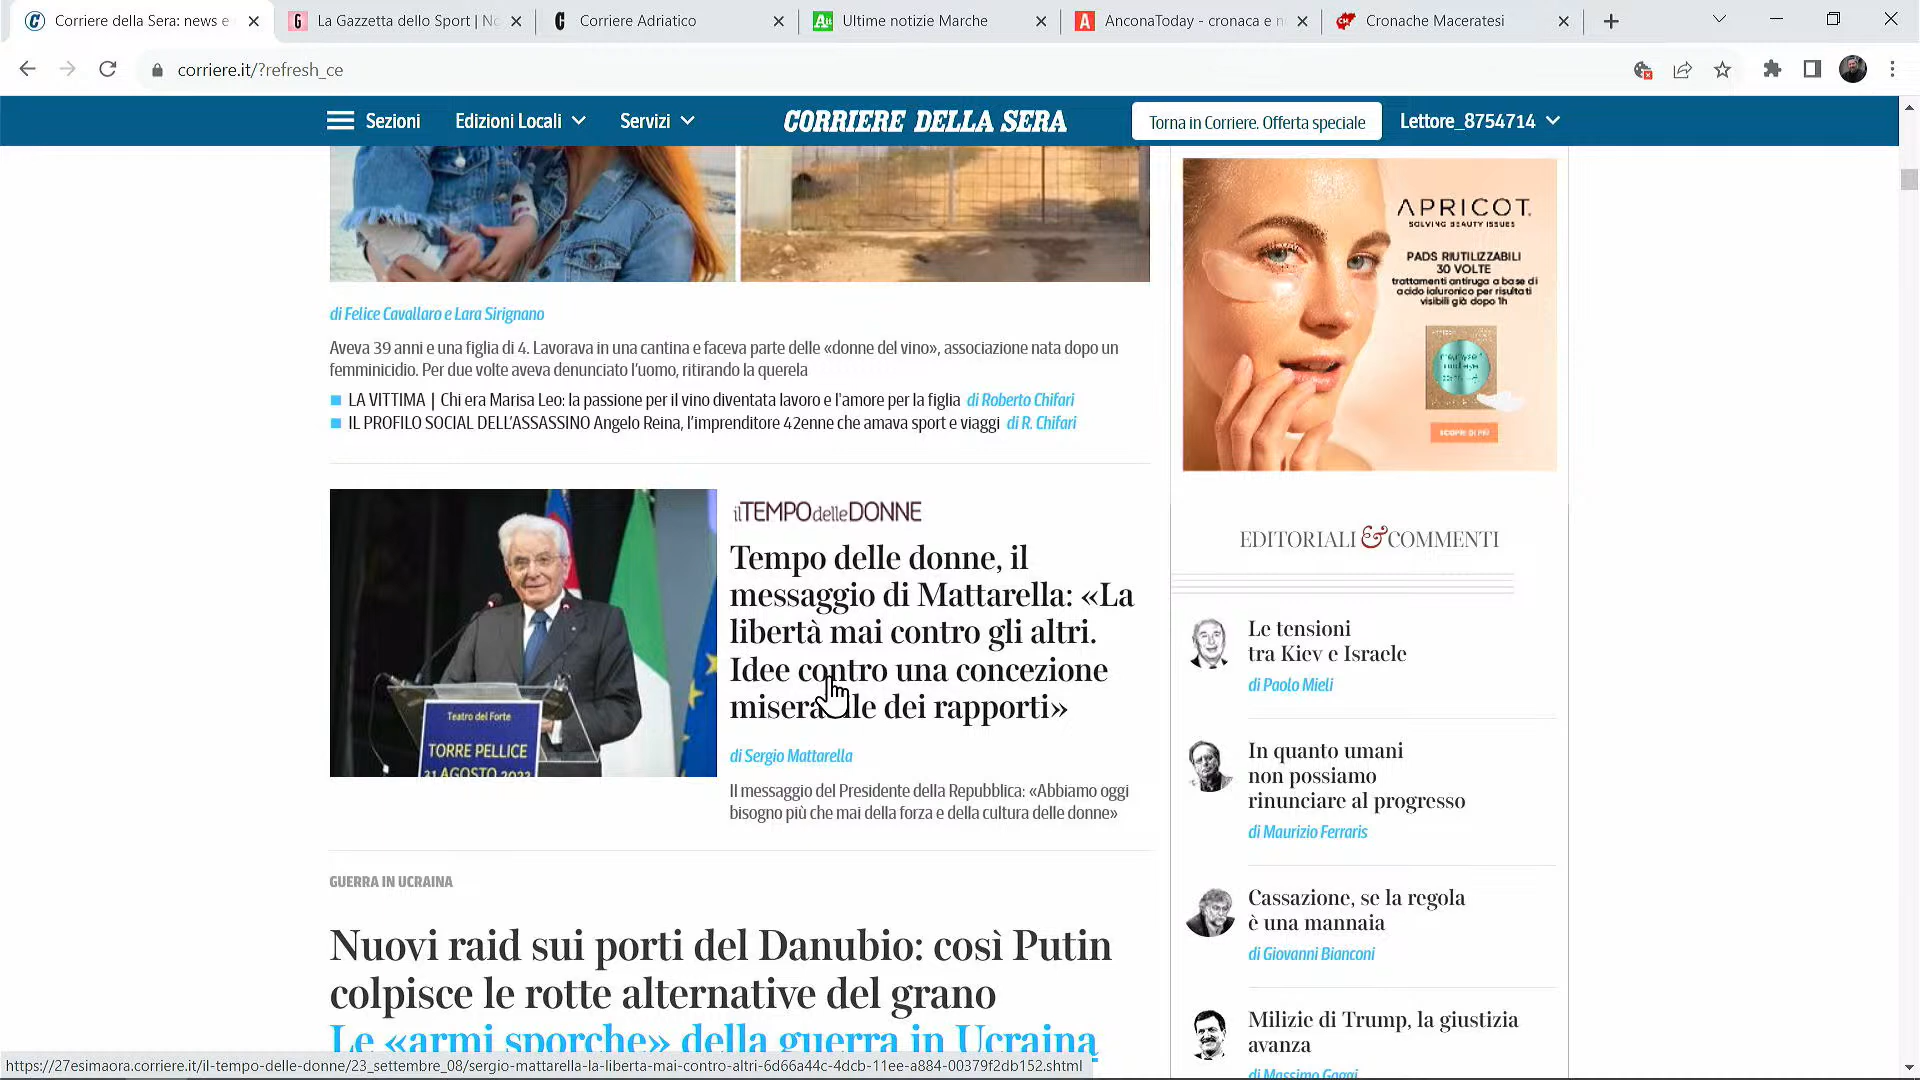 Corriere della Sera: news e
La Gazzetta dello Sport | No
Corriere Adriatico
Ultime notizie Marche
AnconaToday - cronaca e n
Cronache Maceratesi
corriere.it/?refresh_ce
Sezioni
Edizioni Locali
Servizi
CORRIERE DELLA SERA
Torna in Corriere. Offerta speciale
Lettore_8754714
di Felice Cavallaro e Lara Sirignano
Aveva 39 anni e una figlia di 4. Lavorava in una cantina e faceva parte delle «donne del vino», associazione nata dopo un
femminicidio. Per due volte aveva denunciato l'uomo, ritirando la querela
LA VITTIMA | Chi era Marisa Leo: la passione per il vino diventata lavoro e l'amore per la figlia di Roberto Chifari
IL PROFILO SOCIAL DELL'ASSASSINO Angelo Reina, l'imprenditore 42enne che amava sport e viaggi di R. Chifari
Teatro del Forte
TORRE PELLICE
31 AGOSTO 2023
ilTEMPOdelleDONNE
Tempo delle donne, il
messaggio di Mattarella: «La
libertà mai contro gli altri.
Idee contro una concezione
dei rapporti»
di Sergio Mattarella
Il messaggio del Presidente della Repubblica: «Abbiamo oggi
bisogno più che mai della forza e della cultura delle donne»
GUERRA IN UCRAINA
Nuovi raid sui porti del Danubio: così Putin
colpisce le rotte alternative del grano
Le «armi sporche» della guerra in Ucraina
APRICOT.
SOLVING BEAUTY ISSUES
PADS RIUTILIZZABILI
30 VOLTE
trattamenti antiruga a base di
acido ialuronico per risultati
visibili già dopo 1h
SCOPRI DI PIÙ
EDITORIALI & COMMENTI
Le tensioni
tra Kiev e Israele
di Paolo Mieli
In quanto umani
non possiamo
rinunciare al progresso
di Maurizio Ferraris
Cassazione, se la regola
è una mannaia
di Giovanni Bianconi
Milizie di Trump, la giustizia
avanza
di Massimo Gaggi
https://27esimaora.corriere.it/il-tempo-delle-donne/23_settembre_08/sergio-mattarella-la-liberta-mai-contro-altri-6d66a44c-4dcb-11ee-a884-00379f2db152.shtml